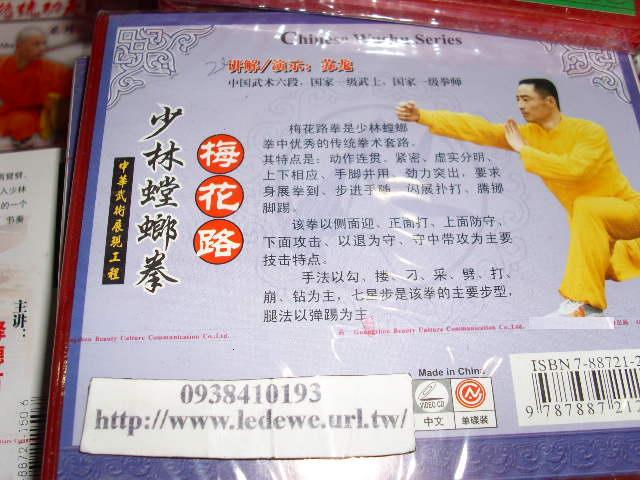 Chinese Wushu Series
讲解/演示：苏龙
中国武术六段，国家一级武士，国家一级拳师
少林螳螂拳
中華武術展現工程
梅花路
梅花路拳是少林螳螂
拳中优秀的传统拳术套路。
其特点是：动作连贯、紧密、虚实分明、
上下相应、手脚并用、劲力突出，要求
身展拳到、步进手随、闪展扑打、腾挪
脚踢。
该拳以侧面迎、正面打、上面防守、
下面攻击、以退为守、守中带攻为主要
技击特点。
手法以勾、搂、刁、采、劈、打、
崩、钻为主，七星步是该拳的主要步型，
腿法以弹踢为主。
Guangzhou Beauty Culture Communication Co.,Ltd.
Made in China
VIDEO CD
中文
单碟装
ISBN 7-88721-2
9 787887 212
0938410193
http://www.ledewe.url.tw/
主讲：